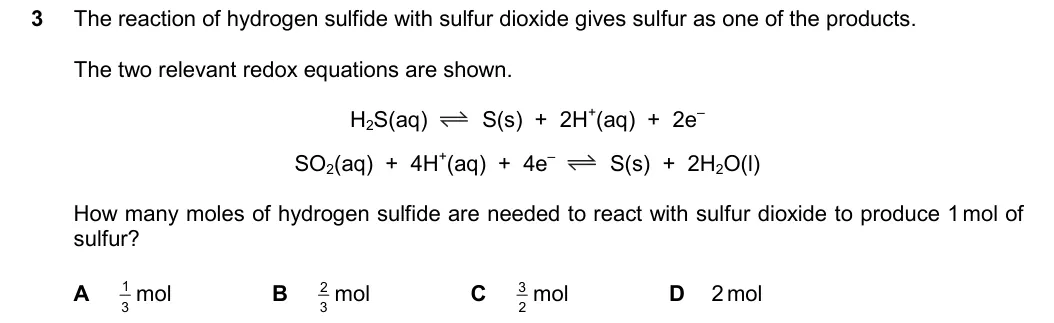 3 The reaction of hydrogen sulfide with sulfur dioxide gives sulfur as one of the products.
The two relevant redox equations are shown.
H₂S(aq) ⇌ S(s) + 2H⁺(aq) + 2e⁻
SO₂(aq) + 4H⁺(aq) + 4e⁻ ⇌ S(s) + 2H₂O(l)
How many moles of hydrogen sulfide are needed to react with sulfur dioxide to produce 1 mol of
sulfur?
A 1/3 mol B 2/3 mol C 3/2 mol D 2 mol